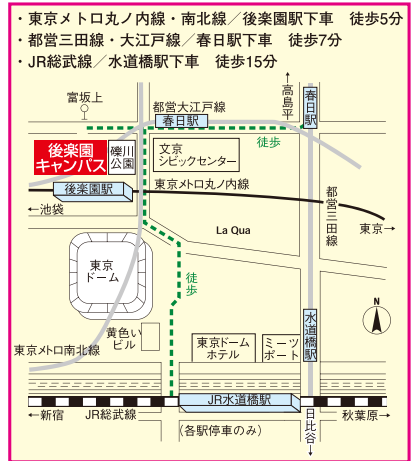 ・東京メトロ丸ノ内線・南北線／後楽園駅下車　徒歩5分
・都営三田線・大江戸線／春日駅下車　徒歩7分
・JR総武線／水道橋駅下車　徒歩15分
富坂上
都営大江戸線
春日駅
←高島平
春日駅
後楽園
キャンパス
礫川
公園
文京
シビックセンター
徒歩
後楽園駅
東京メトロ丸ノ内線
←池袋
都営三田線
東京→
La Qua
東京
ドーム
徒歩
N
黄色い
ビル
東京ドーム
ホテル
ミーツ
ポート
水道橋駅
東京メトロ南北線
JR水道橋駅
←新宿
JR総武線
(各駅停車のみ)
日比谷→
秋葉原→